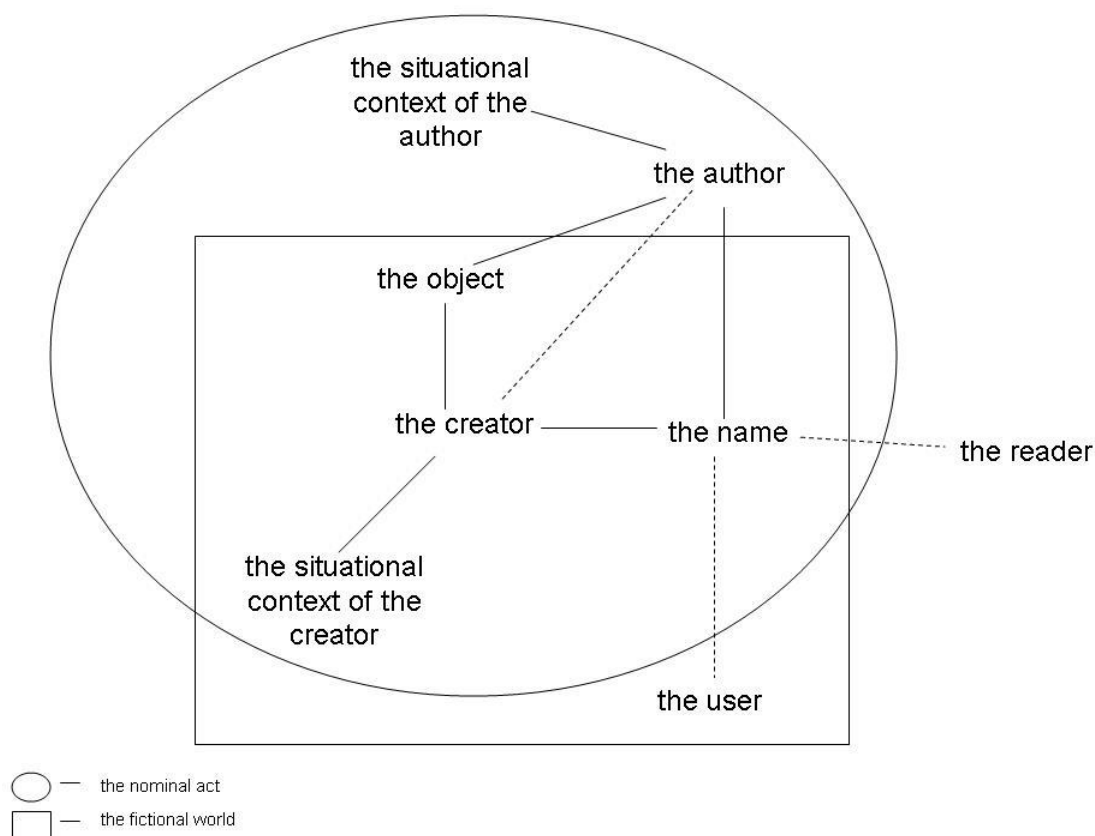 the situational
context of the
author
the author
the object
the creator
the name
the reader
the situational
context of the
creator
the user
the nominal act
the fictional world